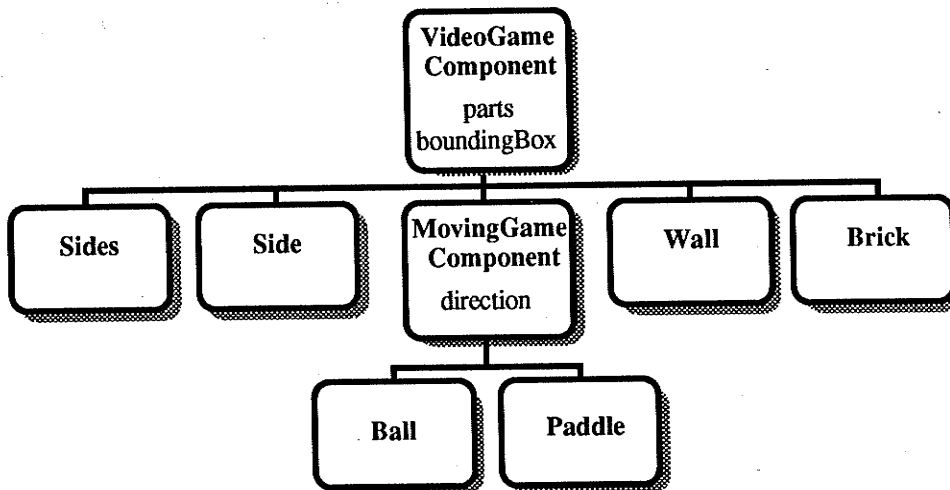 VideoGame
Component
parts
boundingBox
Sides
Side
MovingGame
Component
direction
Wall
Brick
Ball
Paddle